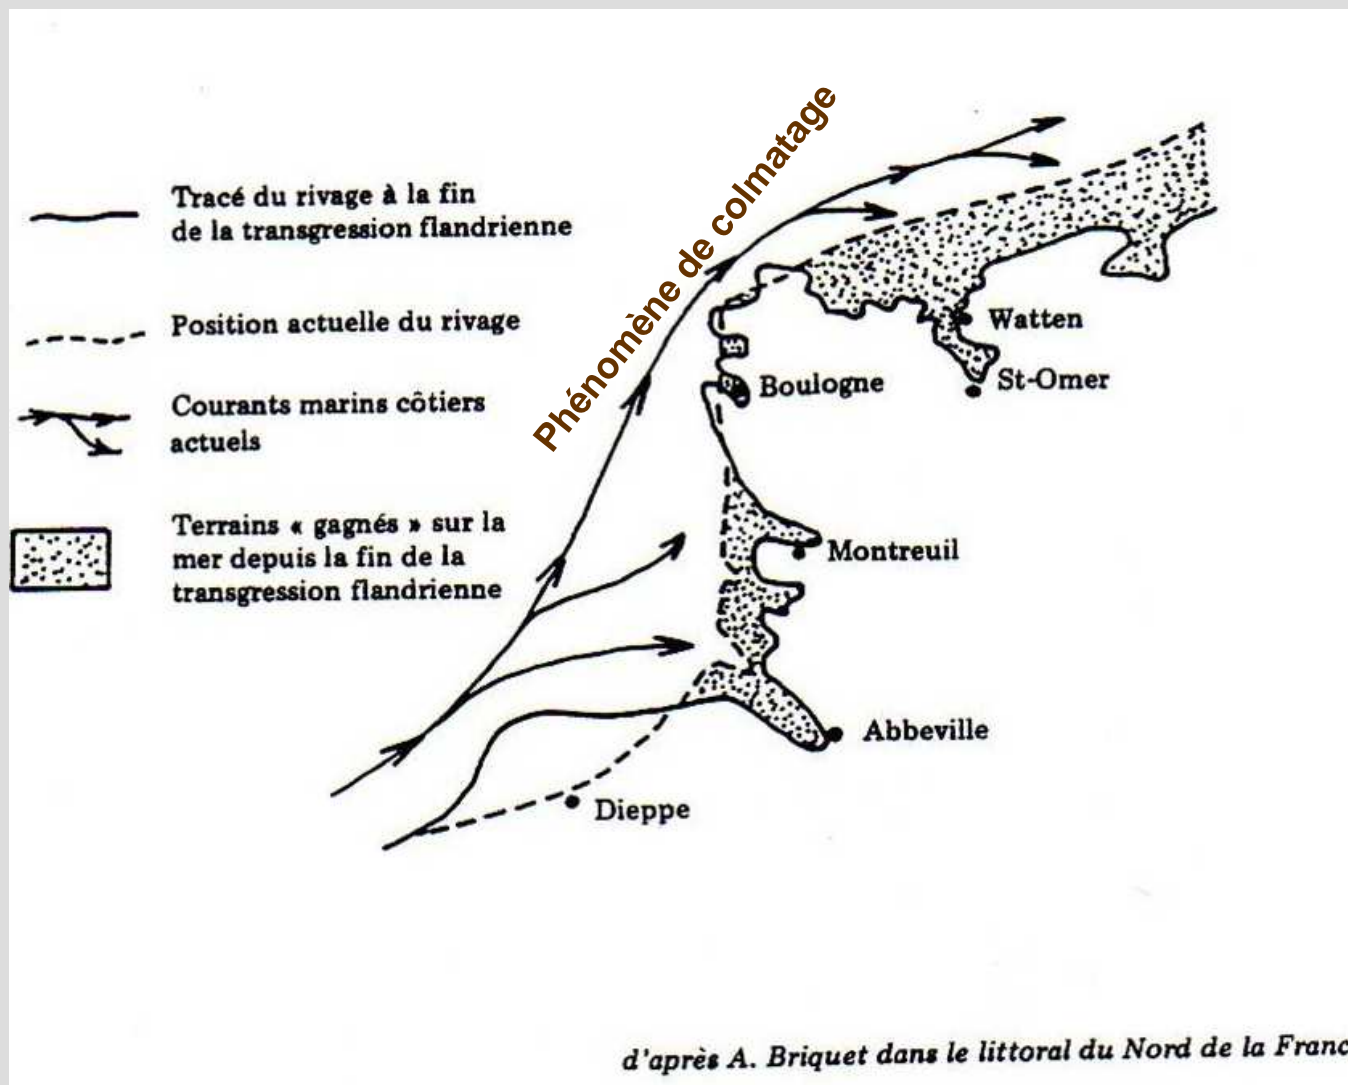 Phénomène de colmatage
Tracé du rivage à la fin
de la transgression flandrienne
Position actuelle du rivage
Courants marins côtiers
actuels
Terrains « gagnés » sur la
mer depuis la fin de la
transgression flandrienne
Watten
St-Omer
Boulogne
Montreuil
Abbeville
Dieppe
d'après A. Briquet dans le littoral du Nord de la Franc